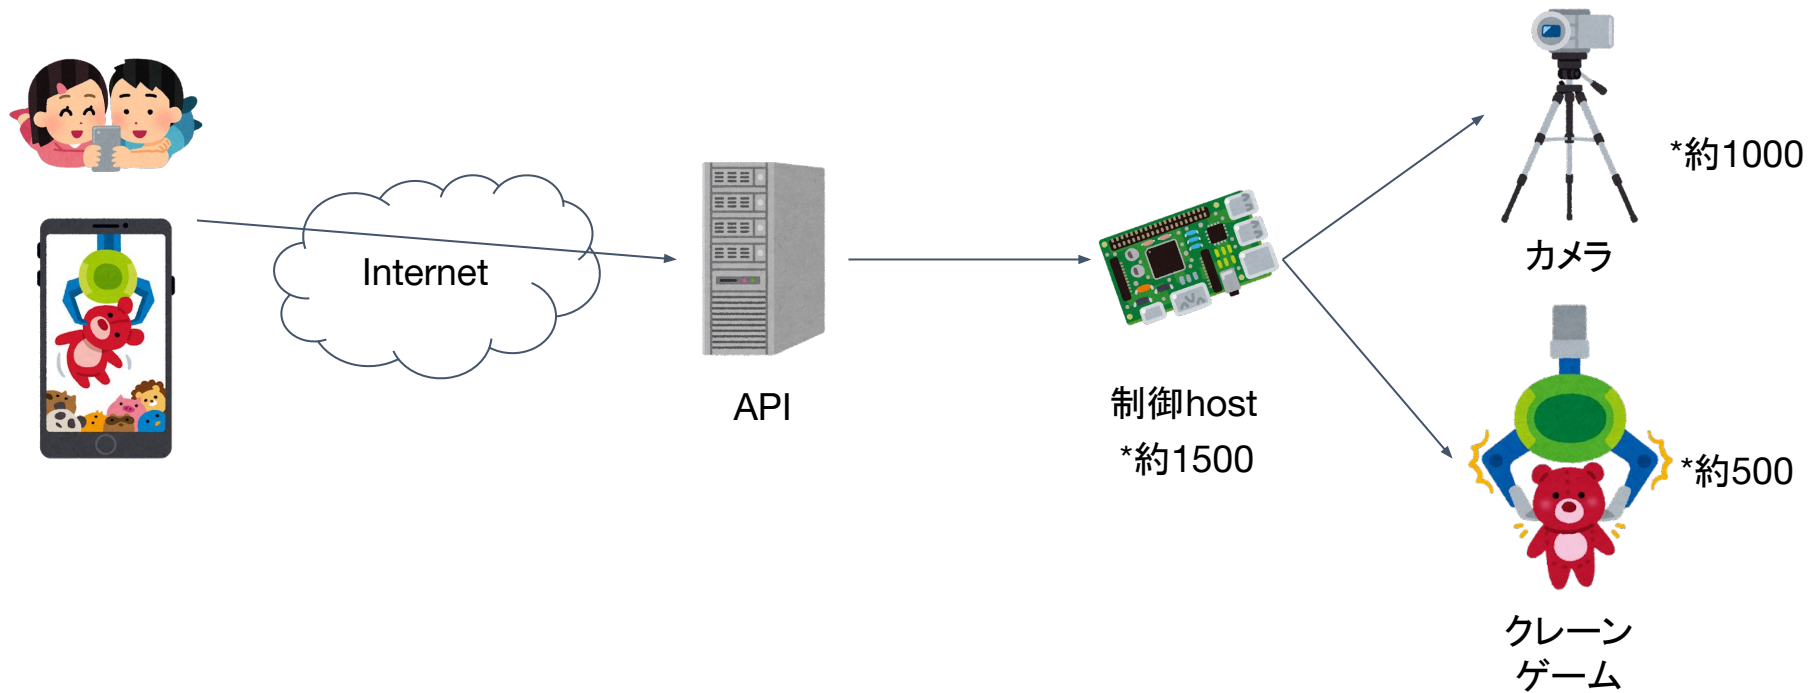 Internet
API
制御host
*約1500
*約1000
カメラ
*約500
クレーン
ゲーム